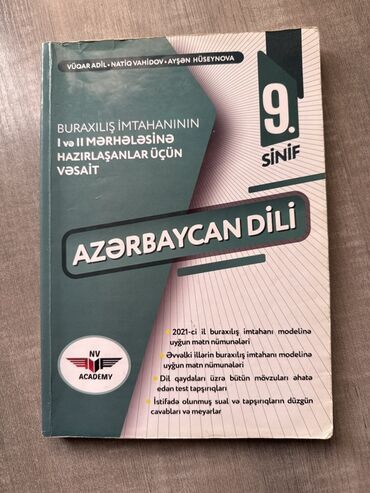 VÜQAR ADİL • NATİQ VAHİDOV • AYŞƏN HÜSEYNOVA
BURAXILIŞ İMTAHANININ
I və II MƏRHƏLƏSİNƏ
HAZIRLAŞANLAR ÜÇÜN
VƏSAİT
9.
SİNİF
AZƏRBAYCAN DİLİ
• 2021-ci il buraxılış imtahanı modelinə
uyğun mətn nümunələri
• Əvvəlki illərin buraxılış imtahanı modelinə
uyğun mətn nümunələri
• Dil qaydaları üzrə bütün mövzuları əhatə
edən test tapşırıqları
• İstifadə olunmuş sual və tapşırıqların düzgün
cavabları və meyarlar
NV
ACADEMY